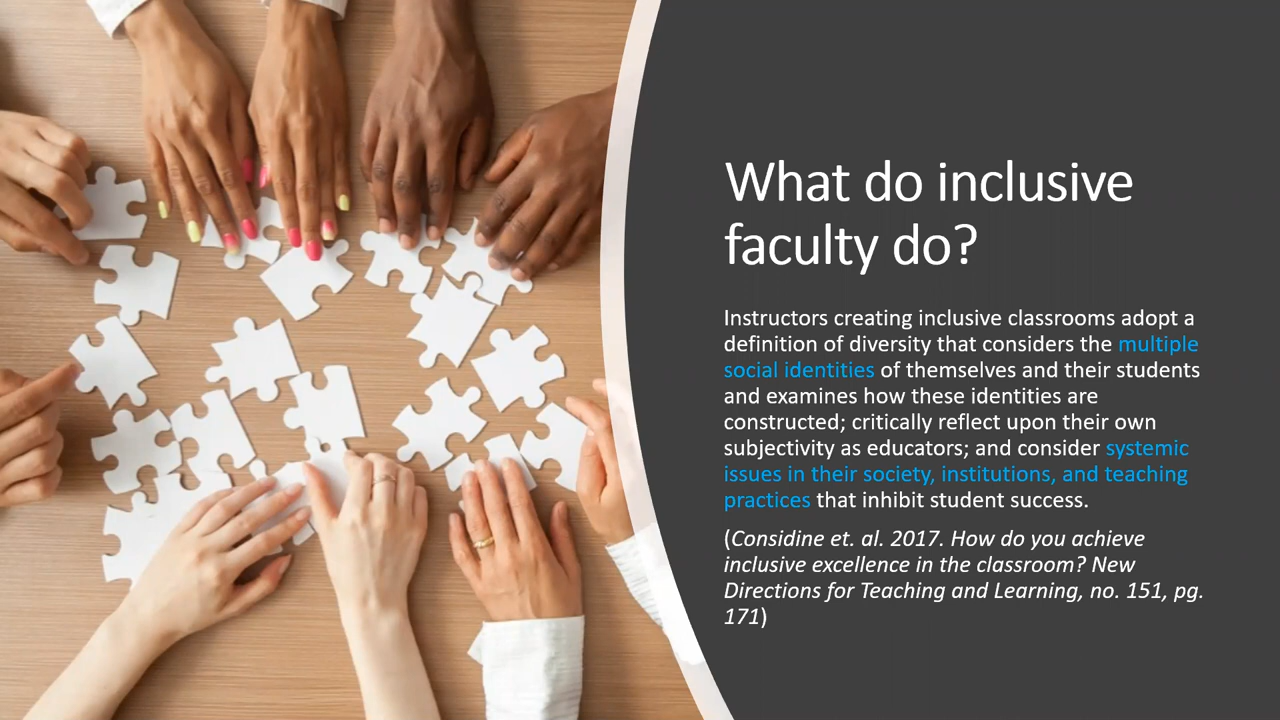 What do inclusive
faculty do?
Instructors creating inclusive classrooms adopt a
definition of diversity that considers the multiple
social identities of themselves and their students
and examines how these identities are
constructed; critically reflect upon their own
subjectivity as educators; and consider systemic
issues in their society, institutions, and teaching
practices that inhibit student success.
(Considine et. al. 2017. How do you achieve
inclusive excellence in the classroom? New
Directions for Teaching and Learning, no. 151, pg.
171)